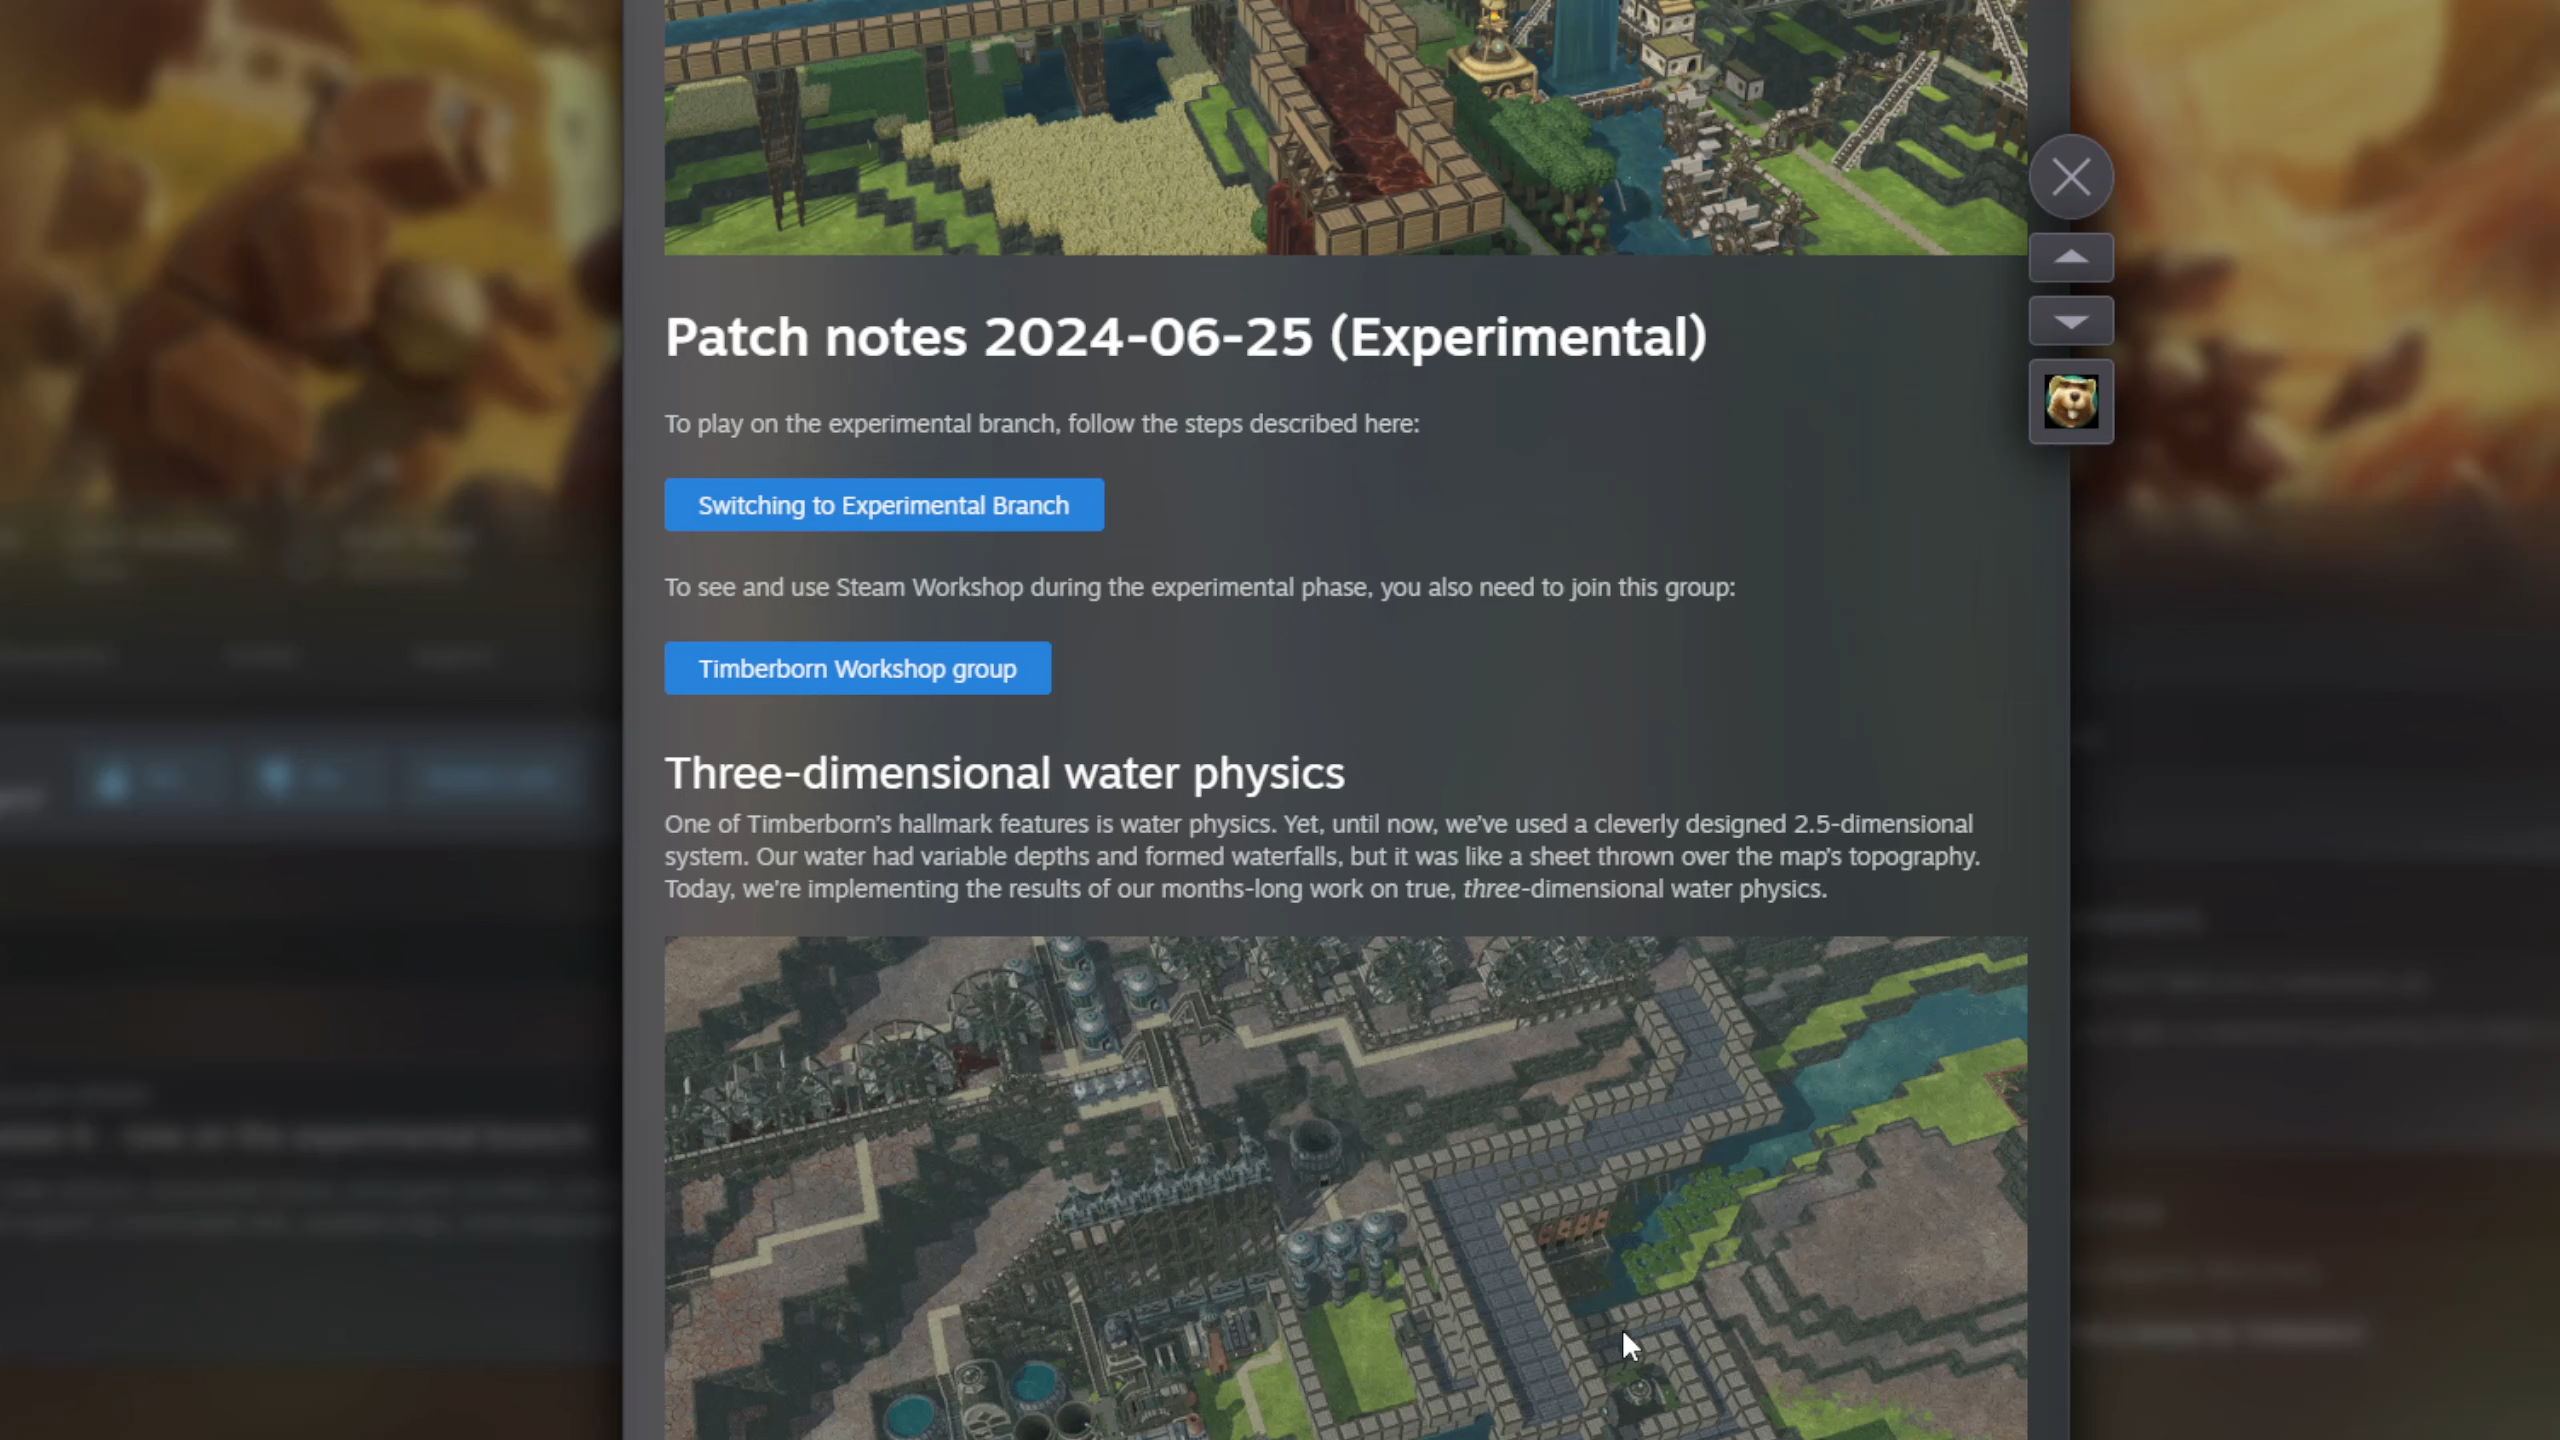 Patch notes 2024-06-25 (Experimental)
To play on the experimental branch, follow the steps described here:
Switching to Experimental Branch
To see and use Steam Workshop during the experimental phase, you also need to join this group:
Timberborn Workshop group
Three-dimensional water physics
One of Timberborn's hallmark features is water physics. Yet, until now, we've used a cleverly designed 2.5-dimensional
system. Our water had variable depths and formed waterfalls, but it was like a sheet thrown over the map's topography.
Today, we're implementing the results of our months-long work on true, three-dimensional water physics.